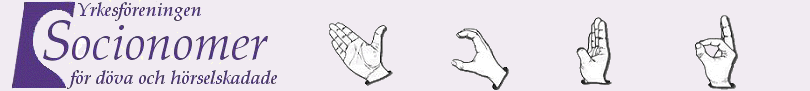 Yrkesföreningen
Socionomer
för döva och hörselskadade